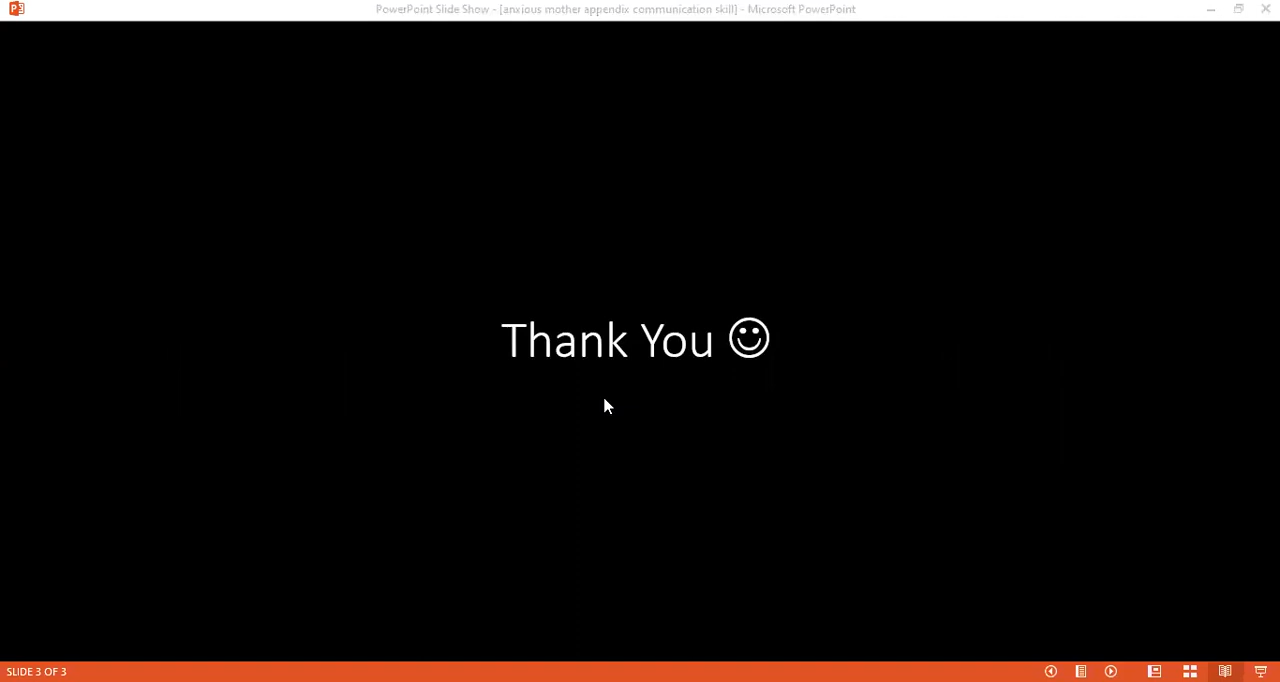 PowerPoint Slide Show - [anxious mother appendix communication skill] - Microsoft PowerPoint
Thank You ☺
SLIDE 3 OF 3